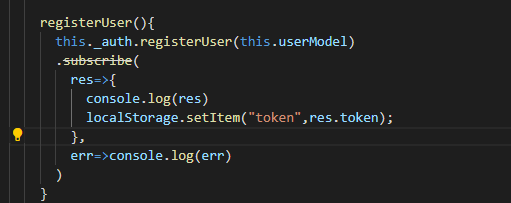 registerUser(){
this._auth.registerUser(this.userModel)
.subscribe(
res=>{
console.log(res)
localStorage.setItem("token",res.token);
},
err=>console.log(err)
)
}